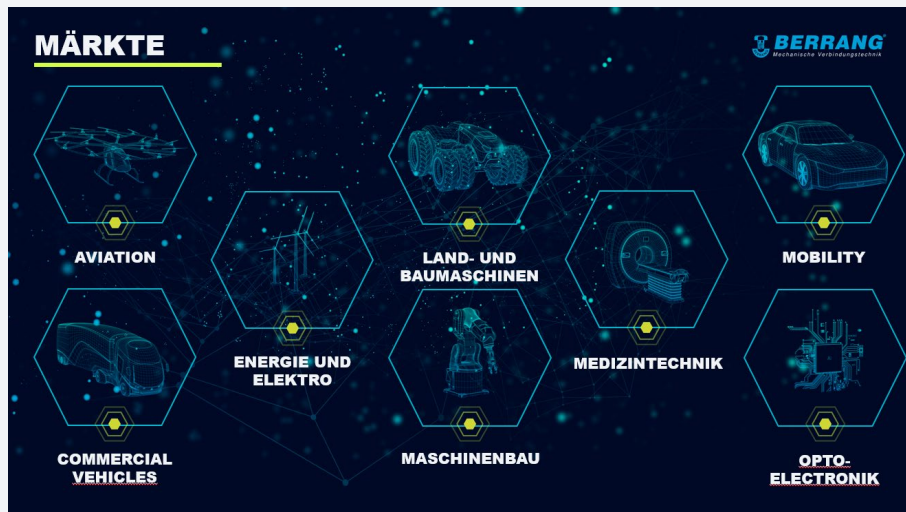 MÄRKTE
BERRANG
Mechanische Verbindungstechnik
AVIATION
LAND- UND
BAUMASCHINEN
MOBILITY
ENERGIE UND
ELEKTRO
MEDIZINTECHNIK
COMMERCIAL
VEHICLES
MASCHINENBAU
OPTO-
ELECTRONIK